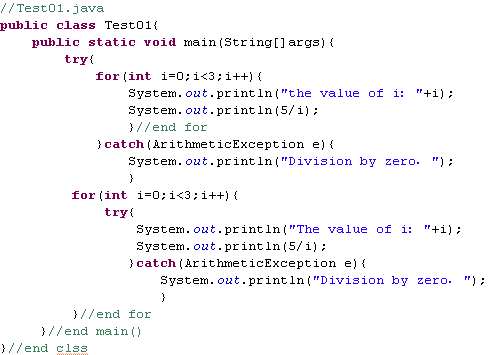 //Test01.java
public class Test01{
public static void main(String[]args){
try{
for(int i=0;i<3;i++){
System.out.println("the value of i: "+i);
System.out.println(5/i);
}//end for
}catch(ArithmeticException e){
System.out.println("Division by zero. ");
}
for(int i=0;i<3;i++){
try{
System.out.println("The value of i: "+i);
System.out.println(5/i);
}catch(ArithmeticException e){
System.out.println("Division by zero. ");
}
}//end for
}//end main()
}//end clss